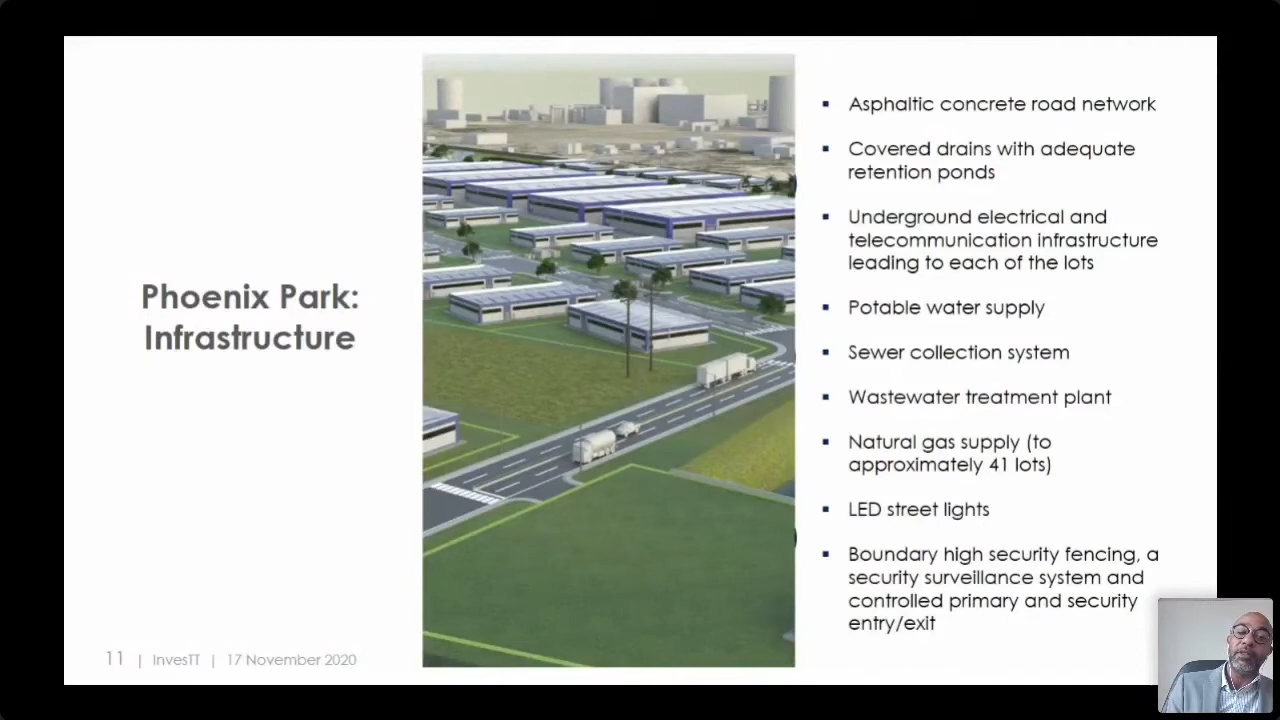 Phoenix Park:
Infrastructure
▪ Asphaltic concrete road network
▪ Covered drains with adequate
retention ponds
▪ Underground electrical and
telecommunication infrastructure
leading to each of the lots
▪ Potable water supply
▪ Sewer collection system
▪ Wastewater treatment plant
▪ Natural gas supply (to
approximately 41 lots)
▪ LED street lights
▪ Boundary high security fencing, a
security surveillance system and
controlled primary and security
entry/exit
11 | InvesTT | 17 November 2020